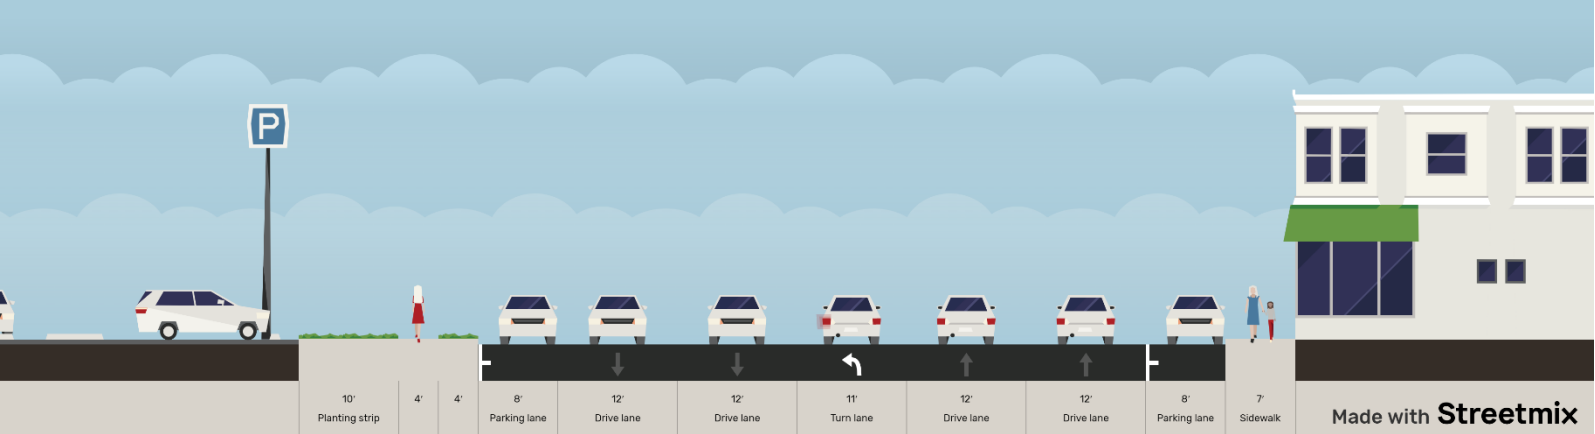 P
10′ 4′ 4′ 8′ 12′ 12′ 11′ 12′ 12′ 8′ 7′
Planting strip Parking lane Drive lane Drive lane Turn lane Drive lane Drive lane Parking lane Sidewalk
Made with Streetmix